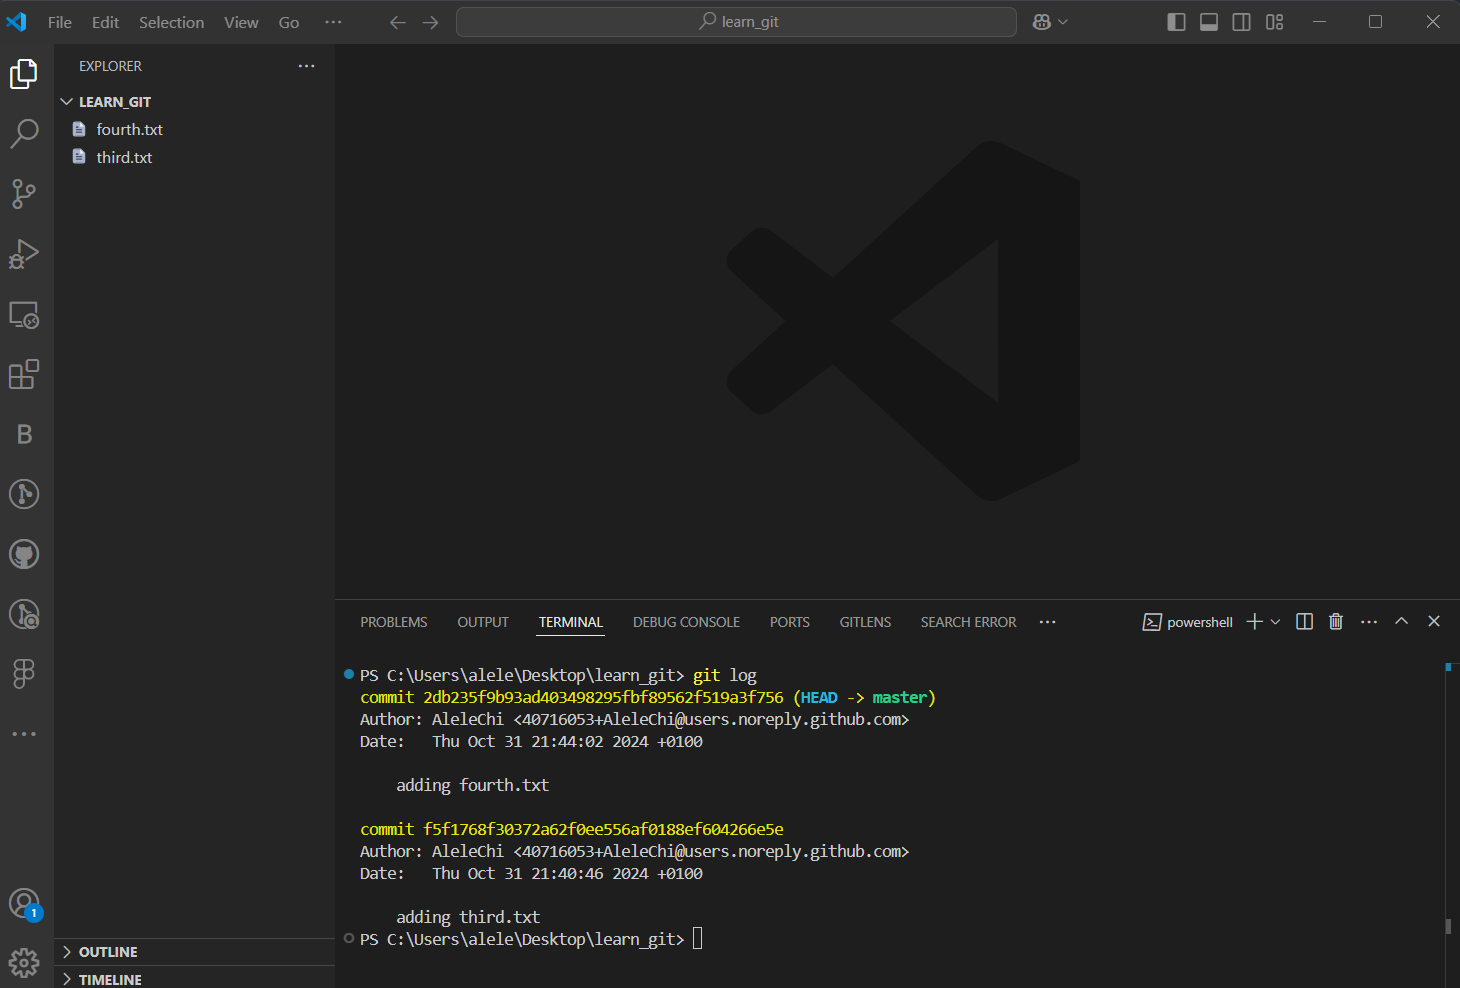 File Edit Selection View Go ···
learn_git
EXPLORER ···
LEARN_GIT
fourth.txt
third.txt
B
1
OUTLINE
TIMELINE
PROBLEMS OUTPUT TERMINAL DEBUG CONSOLE PORTS GITLENS SEARCH ERROR ··· powershell
PS C:\Users\alele\Desktop\learn_git> git log
commit 2db235f9b93ad403498295fbf89562f519a3f756 (HEAD -> master)
Author: AleleChi <40716053+AleleChi@users.noreply.github.com>
Date:   Thu Oct 31 21:44:02 2024 +0100
adding fourth.txt
commit f5f1768f30372a62f0ee556af0188ef604266e5e
Author: AleleChi <40716053+AleleChi@users.noreply.github.com>
Date:   Thu Oct 31 21:40:46 2024 +0100
adding third.txt
PS C:\Users\alele\Desktop\learn_git>